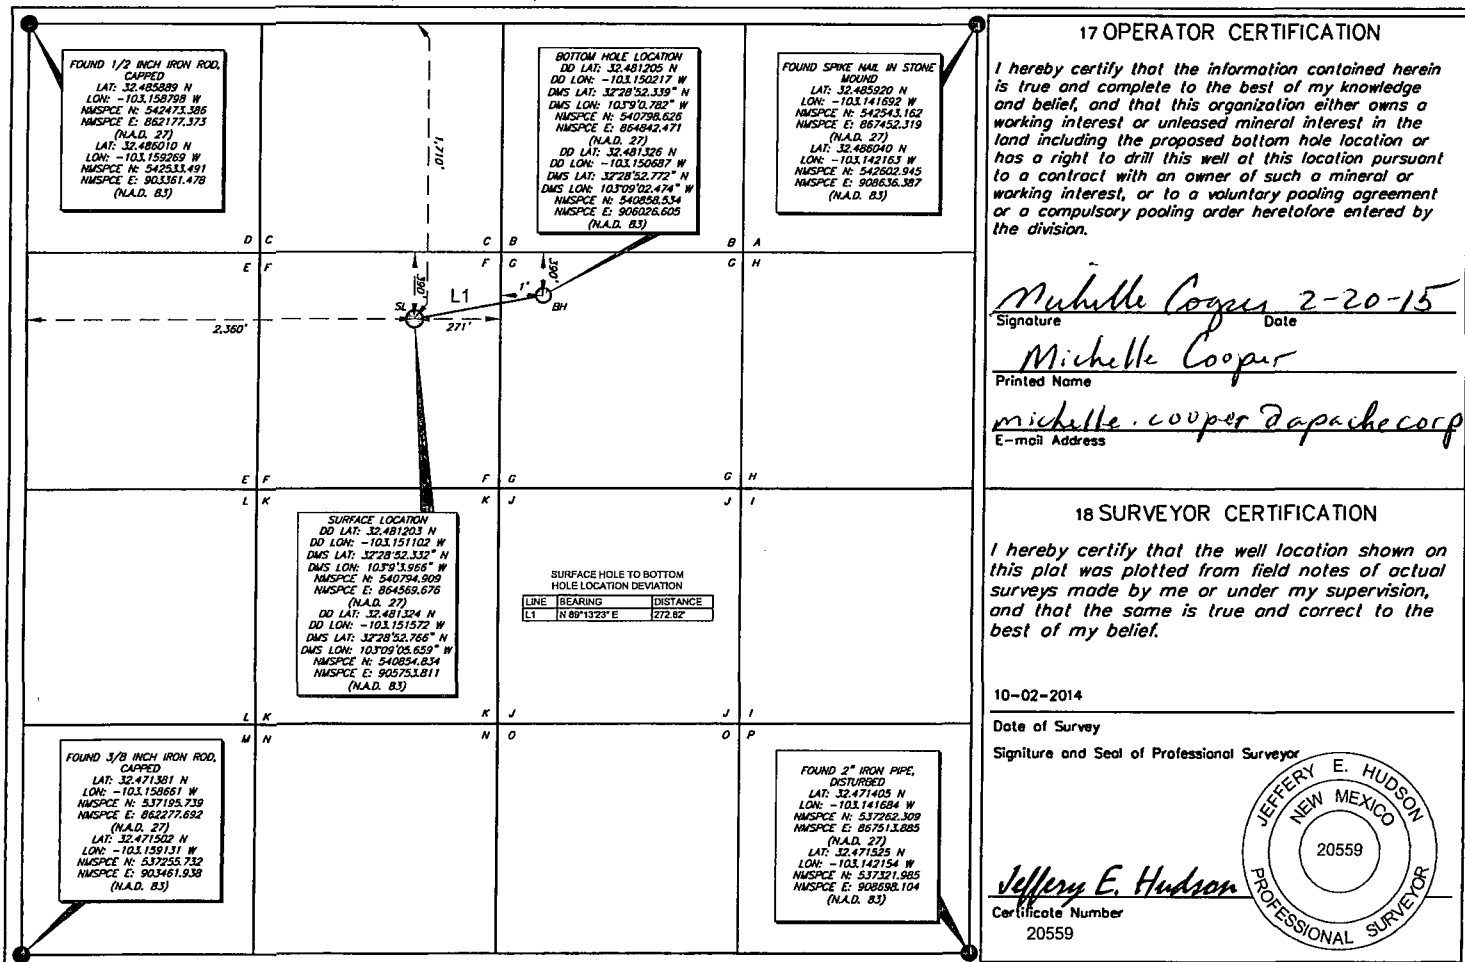 FOUND 1/2 INCH IRON ROD,
CAPPED
LAT: 32.485889 N
LON: -103.158798 W
NMSPCE N: 542473.386
NMSPCE E: 862177.373
(N.A.D. 27)
LAT: 32.486010 N
LON: -103.159269 W
NMSPCE N: 542533.491
NMSPCE E: 903361.478
(N.A.D. 83)
1,710'
BOTTOM HOLE LOCATION
DD LAT: 32.481205 N
DD LON: -103.150217 W
DMS LAT: 32°28'52.339" N
DMS LON: 103°9'0.782" W
NMSPCE N: 540798.626
NMSPCE E: 864842.471
(N.A.D. 27)
DD LAT: 32.481326 N
DD LON: -103.150687 W
DMS LAT: 32°28'52.772" N
DMS LON: 103°09'02.474" W
NMSPCE N: 540858.534
NMSPCE E: 906026.605
(N.A.D. 83)
FOUND SPIKE NAIL IN STONE
MOUND
LAT: 32.485920 N
LON: -103.141692 W
NMSPCE N: 542543.162
NMSPCE E: 867452.319
(N.A.D. 27)
LAT: 32.486040 N
LON: -103.142163 W
NMSPCE N: 542602.945
NMSPCE E: 908636.387
(N.A.D. 83)
D C C B B A
E F F G G H
390'
390'
L1
1'
SL
BH
2,360'
271'
E F F G G H
L K K J J I
SURFACE LOCATION
DD LAT: 32.481203 N
DD LON: -103.151102 W
DMS LAT: 32°28'52.332" N
DMS LON: 103°9'3.966" W
NMSPCE N: 540794.909
NMSPCE E: 864569.676
(N.A.D. 27)
DD LAT: 32.481324 N
DD LON: -103.151572 W
DMS LAT: 32°28'52.766" N
DMS LON: 103°09'05.659" W
NMSPCE N: 540854.834
NMSPCE E: 905753.811
(N.A.D. 83)
SURFACE HOLE TO BOTTOM
HOLE LOCATION DEVIATION
LINE BEARING DISTANCE
L1 N 89°13'23" E 272.82'
L K K J J I
M N N O O P
FOUND 3/8 INCH IRON ROD,
CAPPED
LAT: 32.471381 N
LON: -103.158661 W
NMSPCE N: 537195.739
NMSPCE E: 862277.692
(N.A.D. 27)
LAT: 32.471502 N
LON: -103.159131 W
NMSPCE N: 537255.732
NMSPCE E: 903461.938
(N.A.D. 83)
FOUND 2" IRON PIPE,
DISTURBED
LAT: 32.471405 N
LON: -103.141684 W
NMSPCE N: 537262.309
NMSPCE E: 867513.885
(N.A.D. 27)
LAT: 32.471525 N
LON: -103.142154 W
NMSPCE N: 537321.985
NMSPCE E: 908698.104
(N.A.D. 83)
17 OPERATOR CERTIFICATION
I hereby certify that the information contained herein
is true and complete to the best of my knowledge
and belief, and that this organization either owns a
working interest or unleased mineral interest in the
land including the proposed bottom hole location or
has a right to drill this well at this location pursuant
to a contract with an owner of such a mineral or
working interest, or to a voluntary pooling agreement
or a compulsory pooling order heretofore entered by
the division.
Michelle Cooper 2-20-15
Signature Date
Michelle Cooper
Printed Name
michelle.cooper@apachecorp
E-mail Address
18 SURVEYOR CERTIFICATION
I hereby certify that the well location shown on
this plat was plotted from field notes of actual
surveys made by me or under my supervision,
and that the same is true and correct to the
best of my belief.
10-02-2014
Date of Survey
Signiture and Seal of Professional Surveyor
JEFFERY E. HUDSON
NEW MEXICO
20559
PROFESSIONAL SURVEYOR
Jeffery E. Hudson
Certificate Number
20559